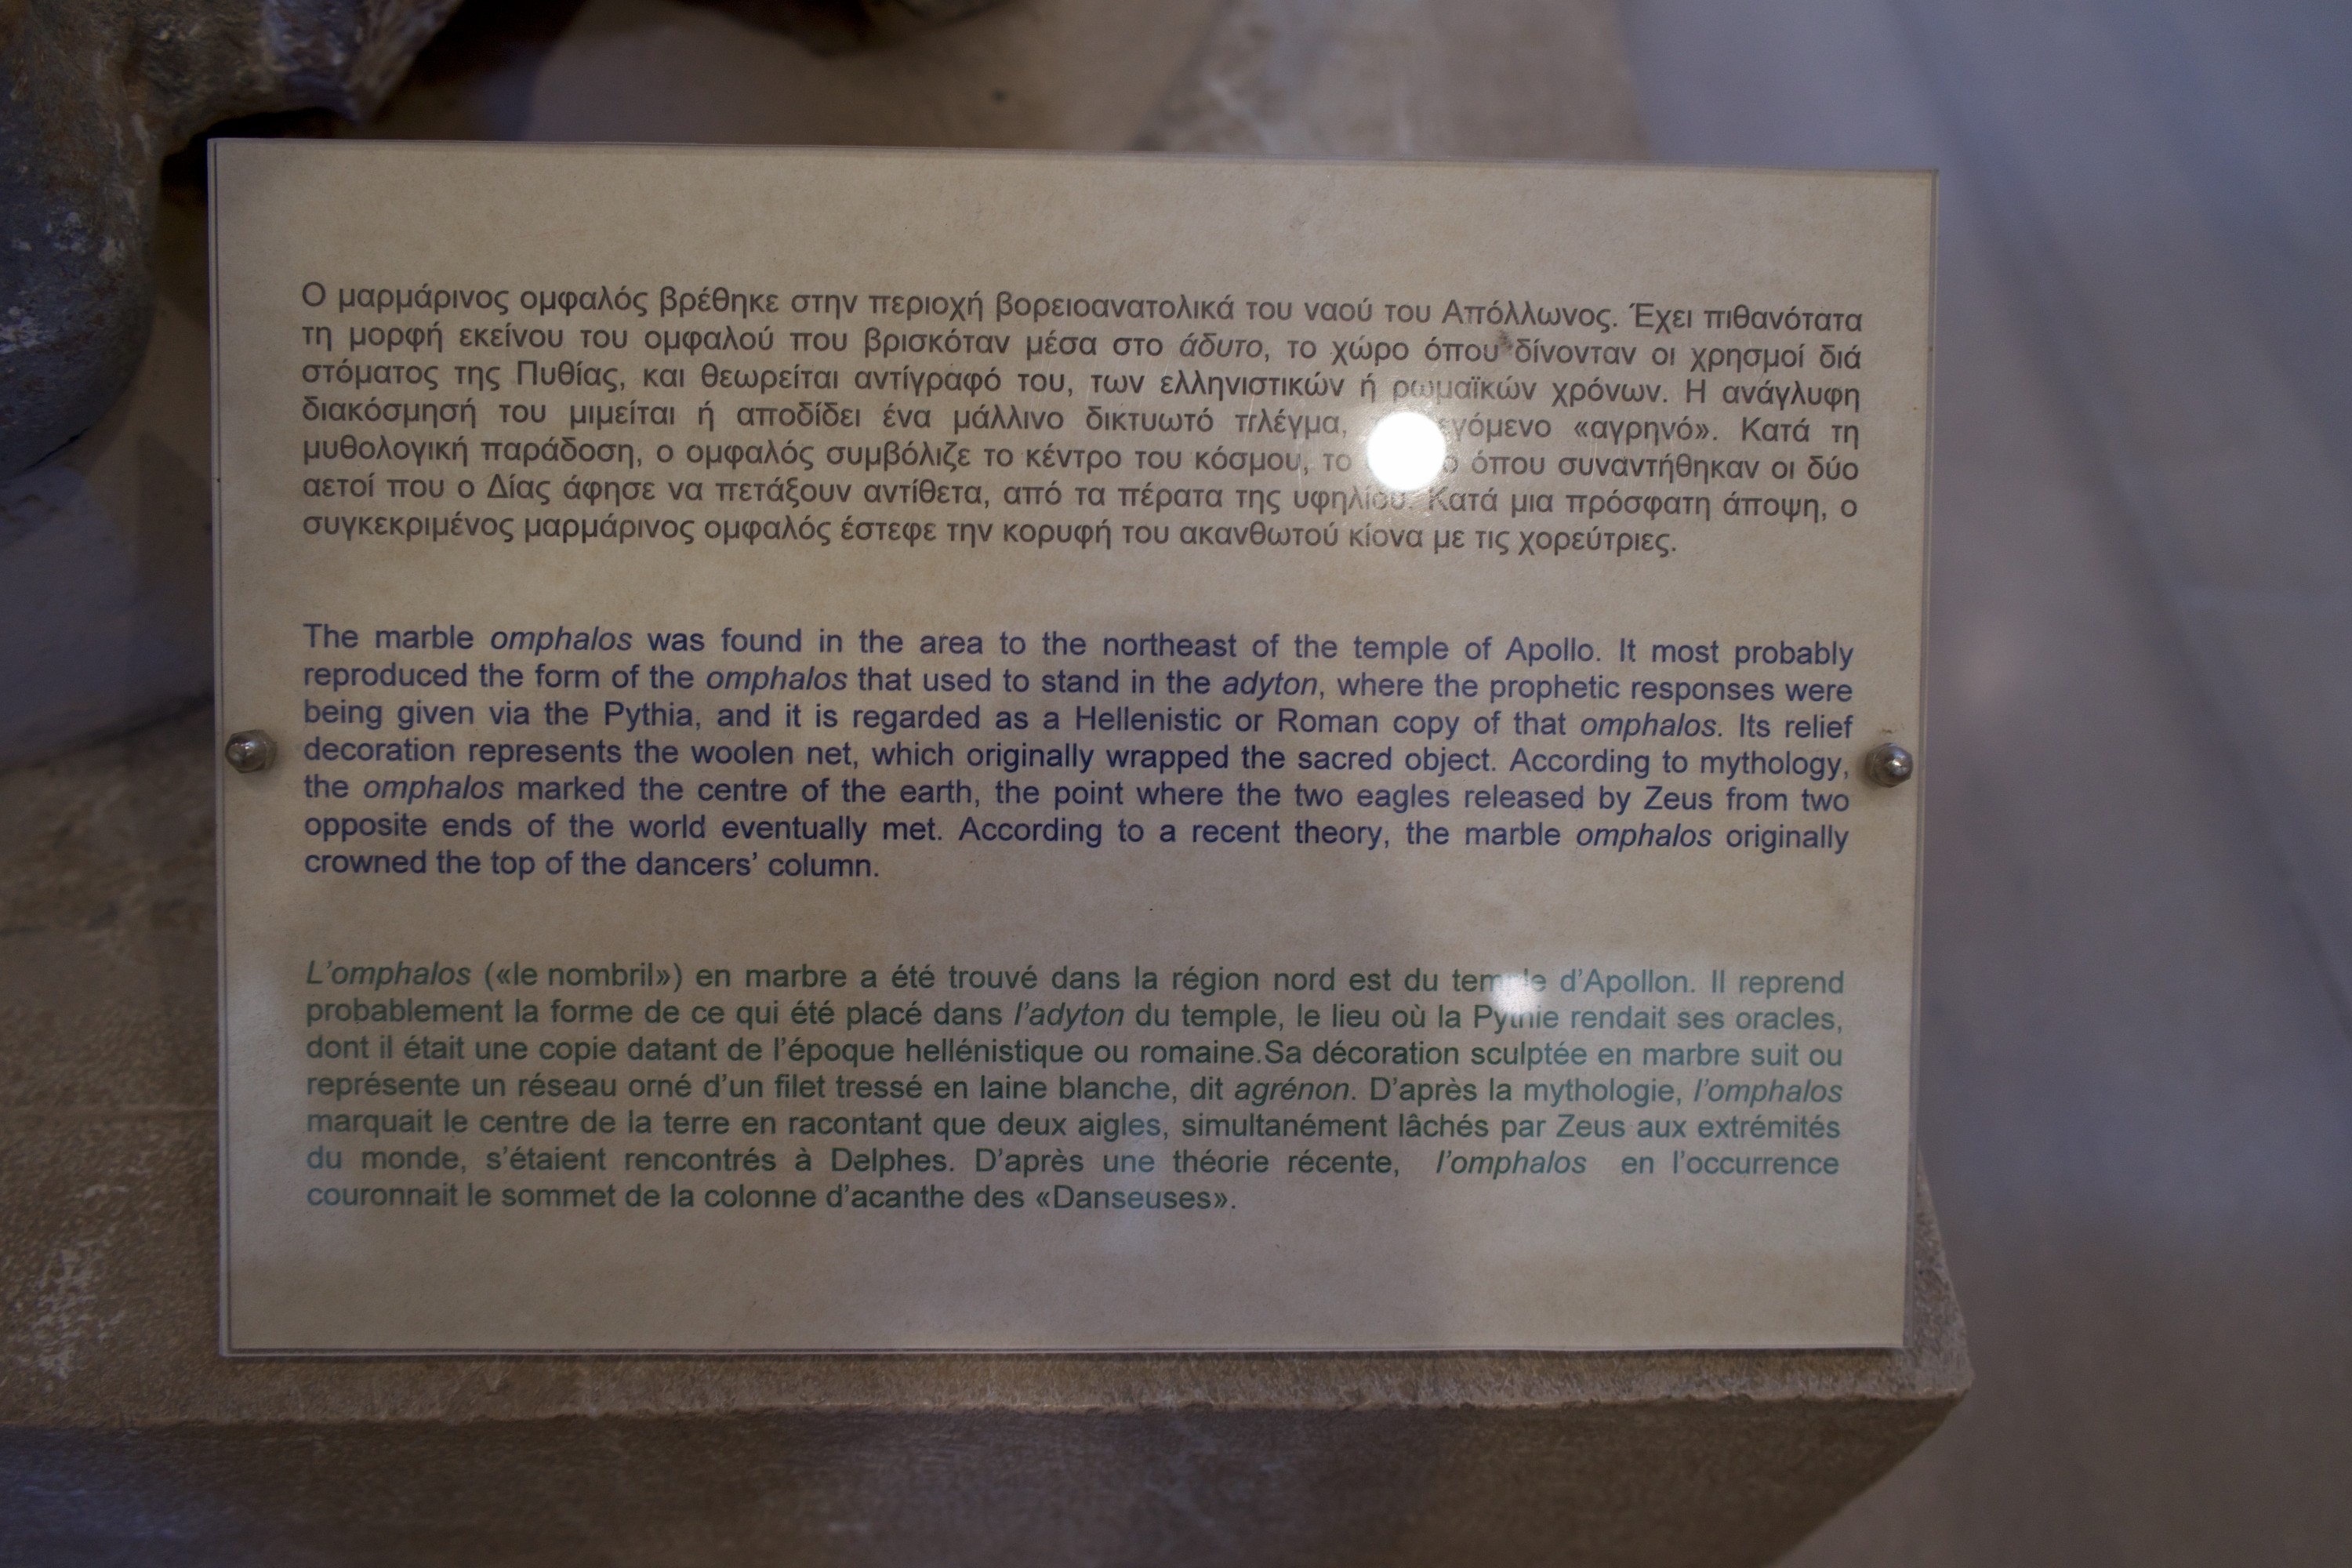 Ο μαρμάρινος ομφαλός βρέθηκε στην περιοχή βορειοανατολικά του ναού του Απόλλωνος. Έχει πιθανότατα
τη μορφή εκείνου του ομφαλού που βρισκόταν μέσα στο άδυτο, το χώρο όπου δίνονταν οι χρησμοί διά
στόματος της Πυθίας, και θεωρείται αντίγραφό του, των ελληνιστικών ή ρωμαϊκών χρόνων. Η ανάγλυφη
διακόσμησή του μιμείται ή αποδίδει ένα μάλλινο δικτυωτό πλέγμα, «αγρηνό». Κατά τη
μυθολογική παράδοση, ο ομφαλός συμβόλιζε το κέντρο του κόσμου, το όπου συναντήθηκαν οι δύο
αετοί που ο Δίας άφησε να πετάξουν αντίθετα, από τα πέρατα της υφηλίου. Κατά μια πρόσφατη άποψη, ο
συγκεκριμένος μαρμάρινος ομφαλός έστεφε την κορυφή του ακανθωτού κίονα με τις χορεύτριες.
The marble omphalos was found in the area to the northeast of the temple of Apollo. It most probably
reproduced the form of the omphalos that used to stand in the adyton, where the prophetic responses were
being given via the Pythia, and it is regarded as a Hellenistic or Roman copy of that omphalos. Its relief
decoration represents the woolen net, which originally wrapped the sacred object. According to mythology,
the omphalos marked the centre of the earth, the point where the two eagles released by Zeus from two
opposite ends of the world eventually met. According to a recent theory, the marble omphalos originally
crowned the top of the dancers’ column.
L’omphalos («le nombril») en marbre a été trouvé dans la région nord est du temple d’Apollon. Il reprend
probablement la forme de ce qui été placé dans l’adyton du temple, le lieu où la Pythie rendait ses oracles,
dont il était une copie datant de l’époque hellénistique ou romaine.Sa décoration sculptée en marbre suit ou
représente un réseau orné d’un filet tressé en laine blanche, dit agrénon. D’après la mythologie, l’omphalos
marquait le centre de la terre en racontant que deux aigles, simultanément lâchés par Zeus aux extrémités
du monde, s’étaient rencontrés à Delphes. D’après une théorie récente, l’omphalos en l’occurrence
couronnait le sommet de la colonne d’acanthe des «Danseuses».